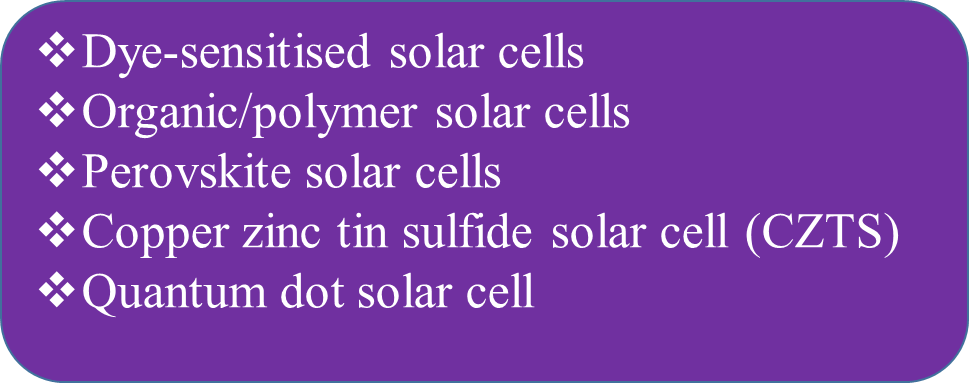 ❖Dye-sensitised solar cells
❖Organic/polymer solar cells
❖Perovskite solar cells
❖Copper zinc tin sulfide solar cell (CZTS)
❖Quantum dot solar cell